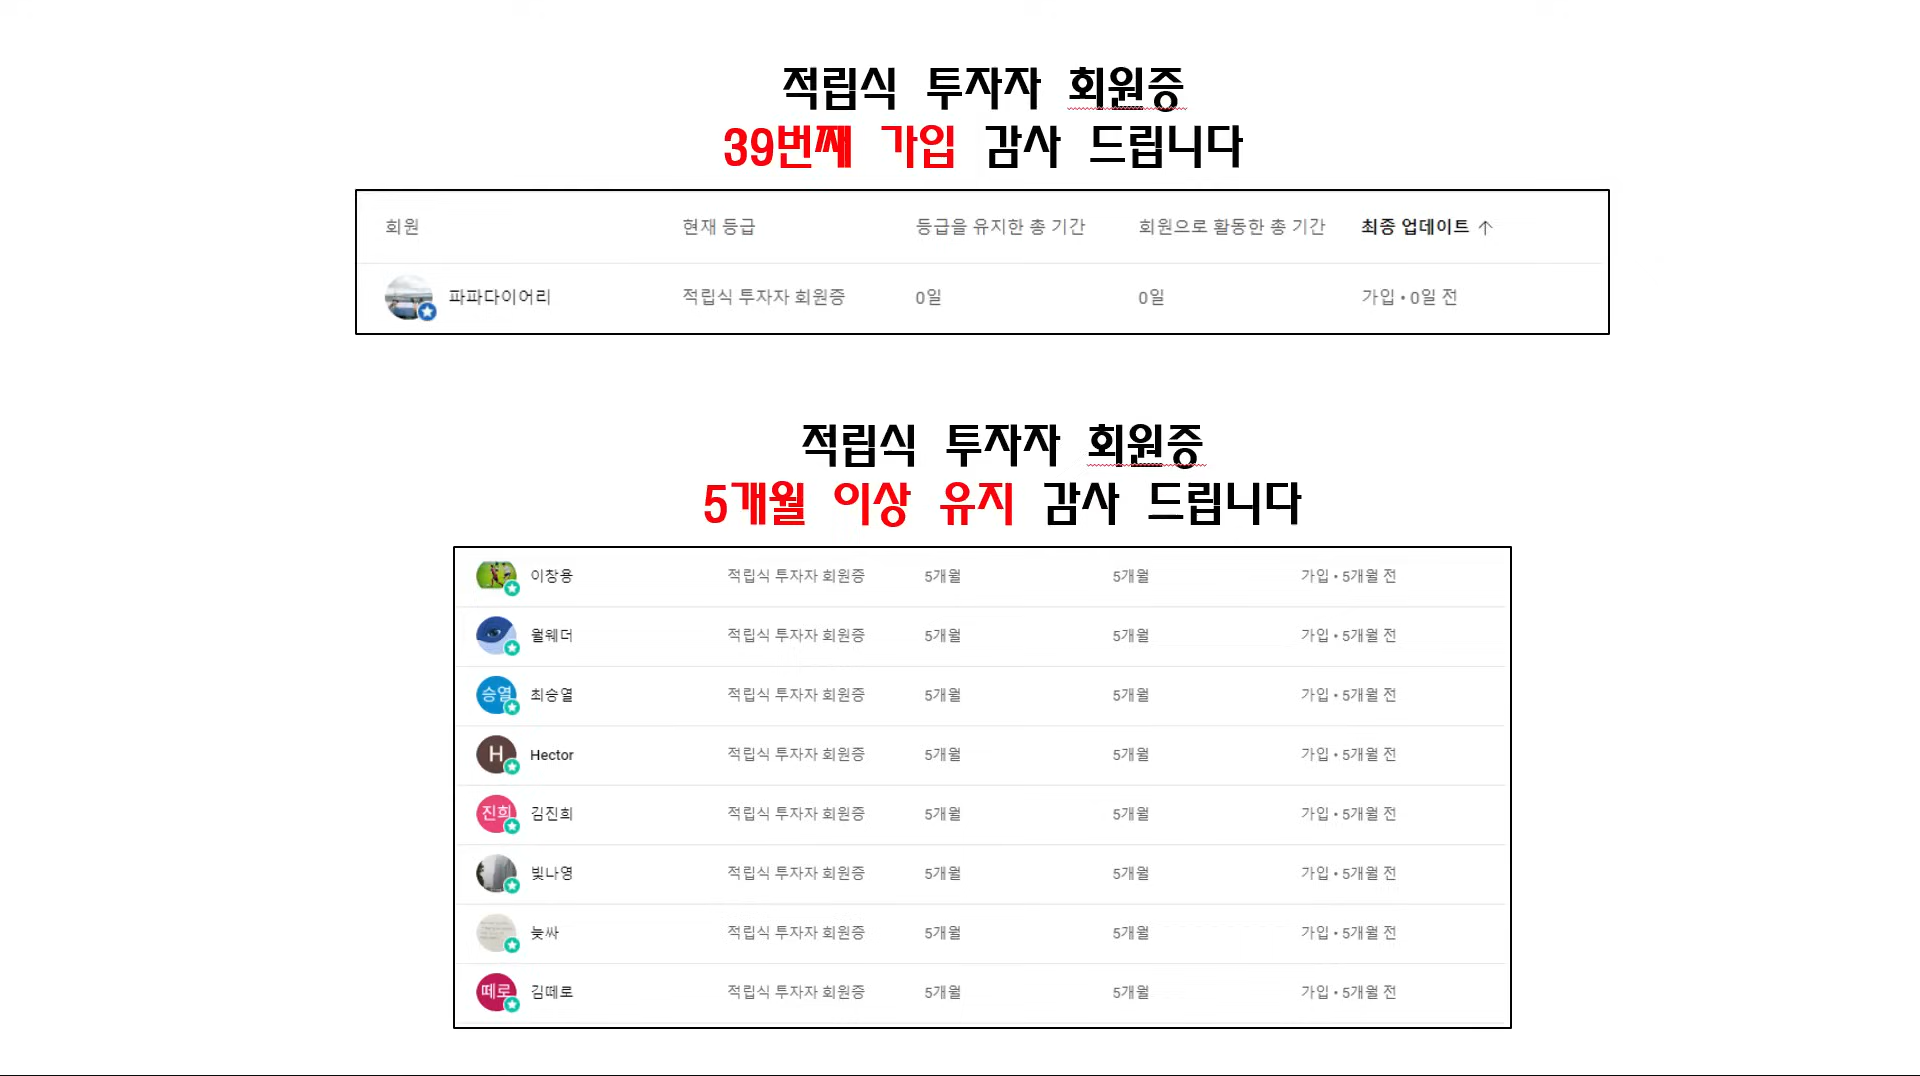 적립식 투자자 회원증
39번째 가입 감사 드립니다
회원 현재 등급 등급을 유지한 총 기간 회원으로 활동한 총 기간 최종 업데이트 ↑
파파다이어리 적립식 투자자 회원증 0일 0일 가입 • 0일 전
적립식 투자자 회원증
5개월 이상 유지 감사 드립니다
이창용 적립식 투자자 회원증 5개월 5개월 가입 • 5개월 전
월웨더 적립식 투자자 회원증 5개월 5개월 가입 • 5개월 전
승열 최승열 적립식 투자자 회원증 5개월 5개월 가입 • 5개월 전
H Hector 적립식 투자자 회원증 5개월 5개월 가입 • 5개월 전
진희 김진희 적립식 투자자 회원증 5개월 5개월 가입 • 5개월 전
빛나영 적립식 투자자 회원증 5개월 5개월 가입 • 5개월 전
늦싸 적립식 투자자 회원증 5개월 5개월 가입 • 5개월 전
떼로 김떼로 적립식 투자자 회원증 5개월 5개월 가입 • 5개월 전